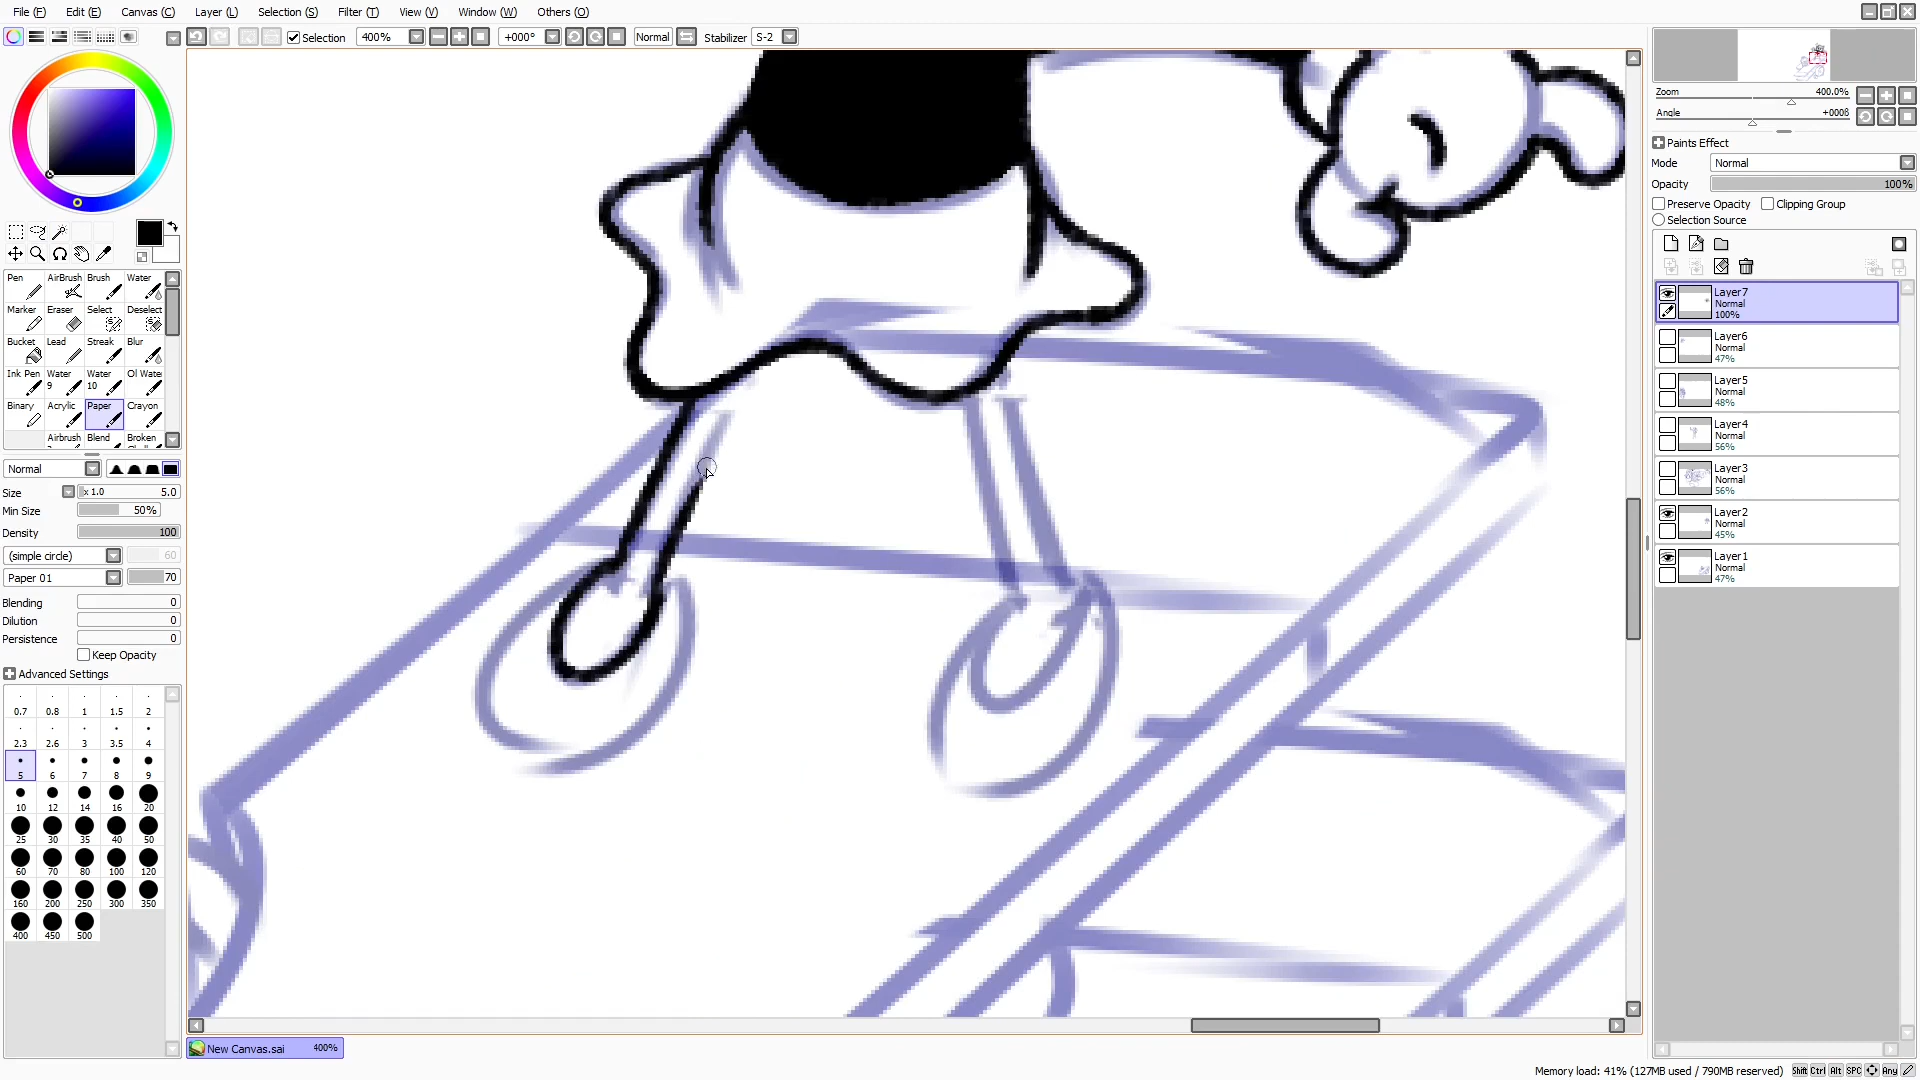 File (F) Edit (E) Canvas (C) Layer (L) Selection (S) Filter (T) View (V) Window (W) Others (O)
Selection 400% +000° Normal Stabilizer S-2
Zoom 400.0%
Angle +000δ
Paints Effect
Mode Normal
Opacity 100%
Preserve Opacity Clipping Group
Selection Source
Pen AirBrush Brush Water
Marker Eraser Select Deselect
Bucket Lead Streak Blur
Ink Pen Water 9 Water 10 Oil Water
Binary Acrylic Paper Crayon
Airbrush Blend Broken
Normal
Size x 1.0 5.0
Min Size 50%
Density 100
(simple circle) 60
Paper 01 70
Blending 0
Dilution 0
Persistence 0
Keep Opacity
Advanced Settings
0.7 0.8 1 1.5 2
2.3 2.6 3 3.5 4
5 6 7 8 9
10 12 14 16 20
25 30 35 40 50
60 70 80 100 120
160 200 250 300 350
400 450 500
Layer7
Normal
100%
Layer6
Normal
47%
Layer5
Normal
48%
Layer4
Normal
56%
Layer3
Normal
56%
Layer2
Normal
45%
Layer1
Normal
47%
New Canvas.sai 400%
Memory load: 41% (127MB used / 790MB reserved) Shift Ctrl Alt SPC Any